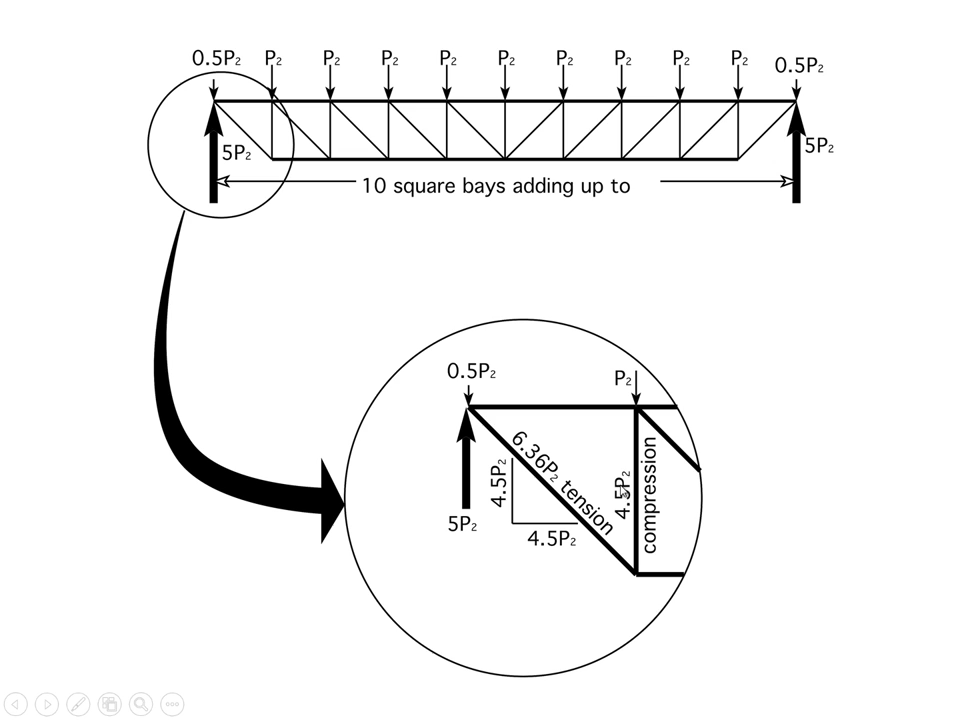 0.5P₂ P₂ P₂ P₂ P₂ P₂ P₂ P₂ P₂ P₂ 0.5P₂
5P₂ 5P₂
10 square bays adding up to
0.5P₂ P₂
6.36P₂ tension
4.5P₂
4.5P₂
4.5P₂
compression
5P₂